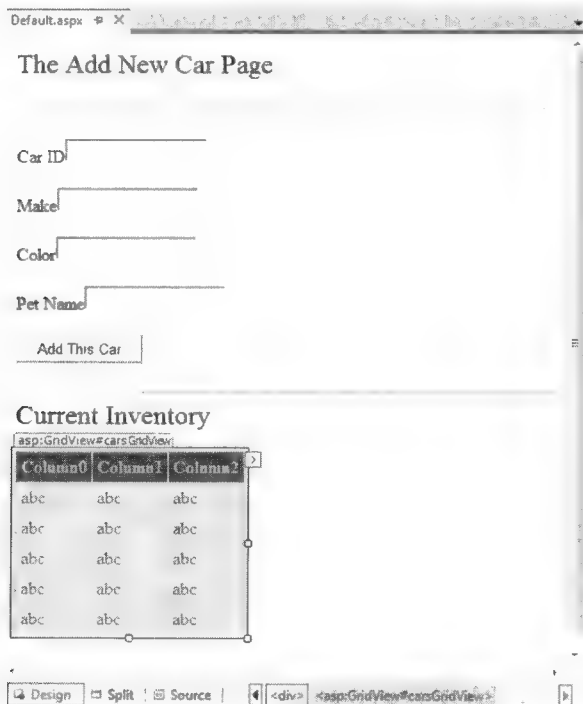 Default.aspx
The Add New Car Page
Car ID
Make
Color
Pet Name
Add This Car
Current Inventory
asp:GridView#carsGridView
Column0 Column1 Column2
abc abc abc
abc abc abc
abc abc abc
abc abc abc
abc abc abc
Design Split Source <div> <asp:GridView#carsGridView>